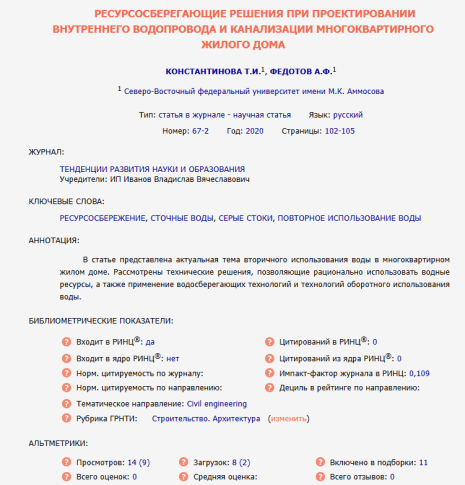 РЕСУРСОСБЕРЕГАЮЩИЕ РЕШЕНИЯ ПРИ ПРОЕКТИРОВАНИИ
ВНУТРЕННЕГО ВОДОПРОВОДА И КАНАЛИЗАЦИИ МНОГОКВАРТИРНОГО
ЖИЛОГО ДОМА
КОНСТАНТИНОВА Т.И.1, ФЕДОТОВ А.Ф.1
1 Северо-Восточный федеральный университет имени М.К. Аммосова
Тип: статья в журнале - научная статья Язык: русский
Номер: 67-2 Год: 2020 Страницы: 102-105
ЖУРНАЛ:
ТЕНДЕНЦИИ РАЗВИТИЯ НАУКИ И ОБРАЗОВАНИЯ
Учредители: ИП Иванов Владислав Вячеславович
КЛЮЧЕВЫЕ СЛОВА:
РЕСУРСОСБЕРЕЖЕНИЕ, СТОЧНЫЕ ВОДЫ, СЕРЫЕ СТОКИ, ПОВТОРНОЕ ИСПОЛЬЗОВАНИЕ ВОДЫ
АННОТАЦИЯ:
В статье представлена актуальная тема вторичного использования воды в многоквартирном
жилом доме. Рассмотрены технические решения, позволяющие рационально использовать водные
ресурсы, а также применение водосберегающих технологий и технологий оборотного использования
воды.
БИБЛИОМЕТРИЧЕСКИЕ ПОКАЗАТЕЛИ:
? Входит в РИНЦ®: да ? Цитирований в РИНЦ®: 0
? Входит в ядро РИНЦ®: нет ? Цитирований из ядра РИНЦ®: 0
? Норм. цитируемость по журналу: ? Импакт-фактор журнала в РИНЦ: 0,109
? Норм. цитируемость по направлению: ? Дециль в рейтинге по направлению:
? Тематическое направление: Civil engineering
? Рубрика ГРНТИ: Строительство. Архитектура (изменить)
АЛЬТМЕТРИКИ:
? Просмотров: 14 (9) ? Загрузок: 8 (2) ? Включено в подборки: 11
? Всего оценок: 0 ? Средняя оценка: ? Всего отзывов: 0